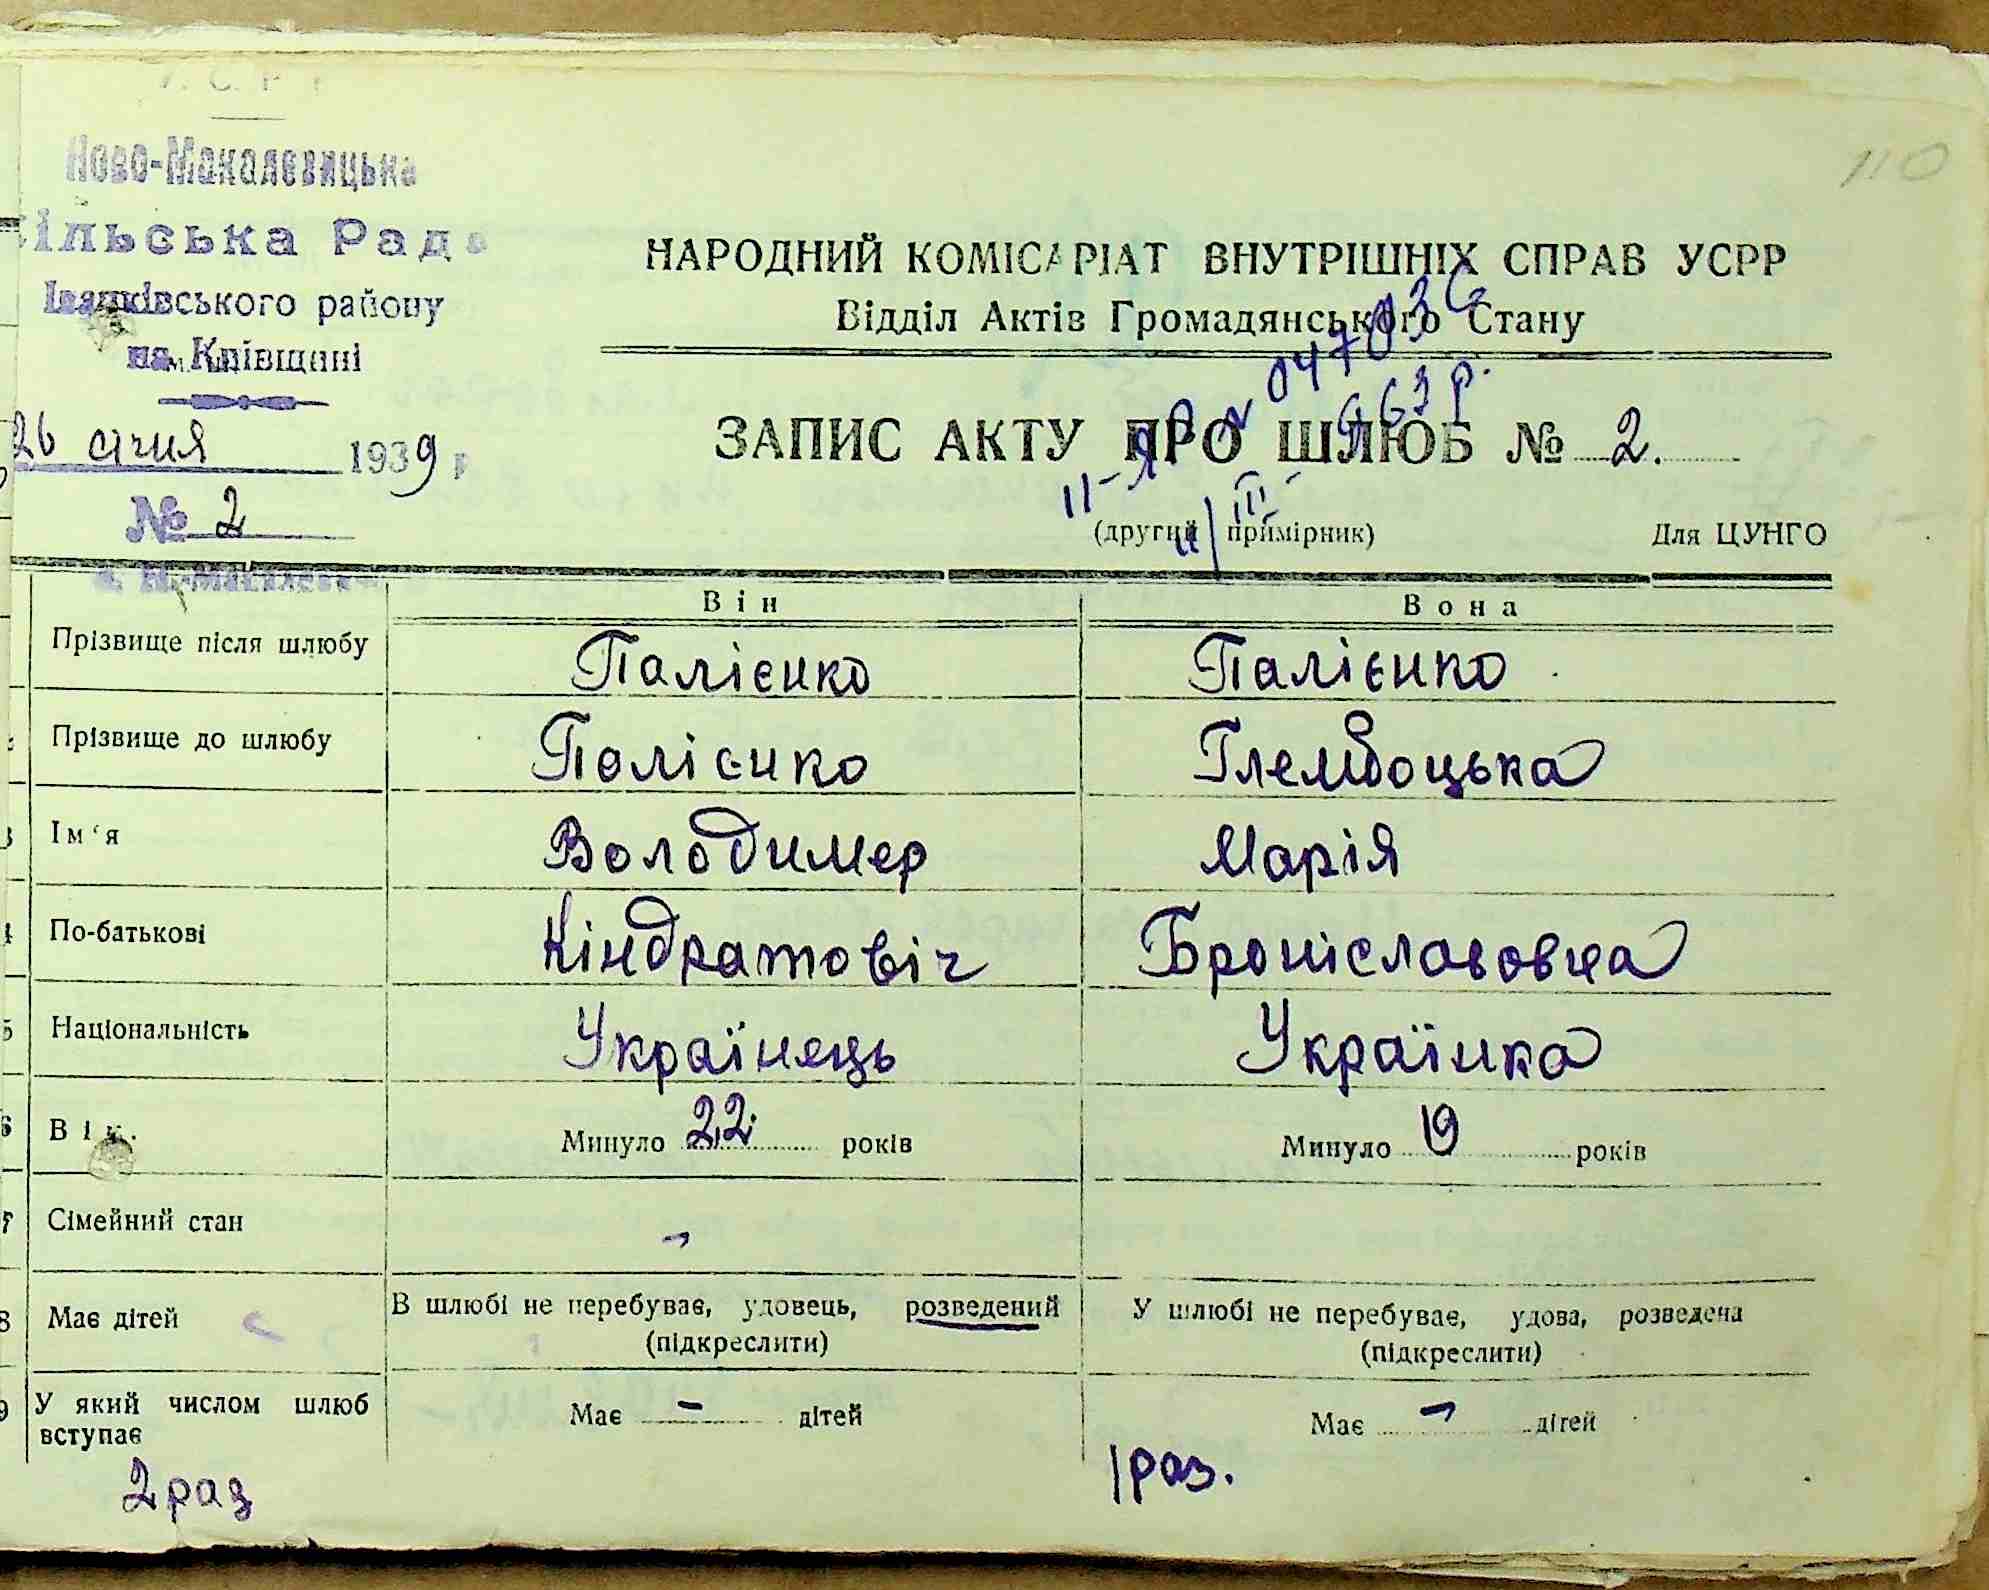 110
Ново-Макалевицька
Сільська Рада
Іванківського району
на Київщині
26 січня 1939 р
№ 2
НАРОДНИЙ КОМІСАРІАТ ВНУТРІШНІХ СПРАВ УСРР
Відділ Актів Громадянського Стану
ЗАПИС АКТУ ПРО ШЛЮБ № 2.
(другий примірник)
Для ЦУНГО
Він Вона
Прізвище після шлюбу Палієнко Палієнко
Прізвище до шлюбу Палієнко Глембоцька
Ім‘я Володимер Марія
По-батькові Кіндратовіч Броніславовна
Національність Українець Українка
Вік. Минуло 22 років Минуло 19 років
Сімейний стан
Має дітей В шлюбі не перебуває, удовець, розведений У шлюбі не перебуває, удова, розведена
(підкреслити) (підкреслити)
У який числом шлюб Має – дітей Має – дітей
вступає
2 раз 1 раз.